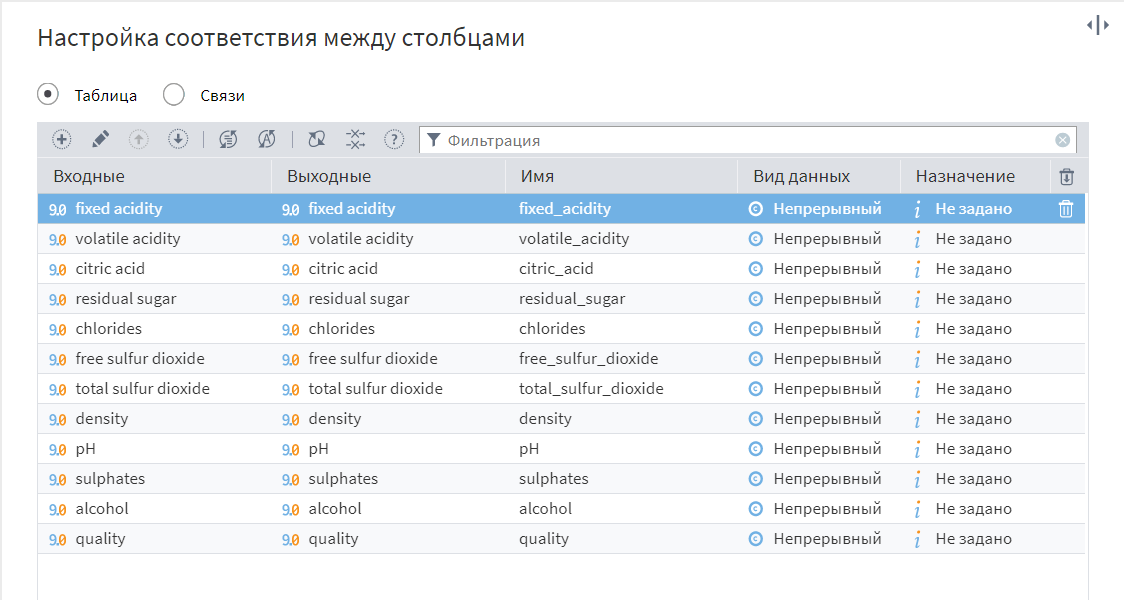 Настройка соответствия между столбцами
Таблица Связи
Фильтрация
Входные Выходные Имя Вид данных Назначение
9.0 fixed acidity 9.0 fixed acidity fixed_acidity Непрерывный Не задано
9.0 volatile acidity 9.0 volatile acidity volatile_acidity Непрерывный Не задано
9.0 citric acid 9.0 citric acid citric_acid Непрерывный Не задано
9.0 residual sugar 9.0 residual sugar residual_sugar Непрерывный Не задано
9.0 chlorides 9.0 chlorides chlorides Непрерывный Не задано
9.0 free sulfur dioxide 9.0 free sulfur dioxide free_sulfur_dioxide Непрерывный Не задано
9.0 total sulfur dioxide 9.0 total sulfur dioxide total_sulfur_dioxide Непрерывный Не задано
9.0 density 9.0 density density Непрерывный Не задано
9.0 pH 9.0 pH pH Непрерывный Не задано
9.0 sulphates 9.0 sulphates sulphates Непрерывный Не задано
9.0 alcohol 9.0 alcohol alcohol Непрерывный Не задано
9.0 quality 9.0 quality quality Непрерывный Не задано